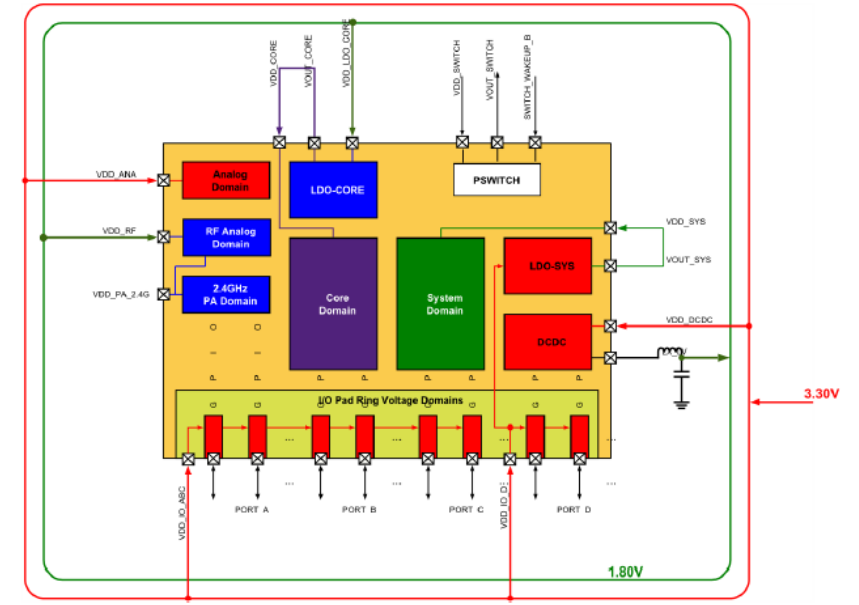 VDD_CORE
VOUT_CORE
VDD_LDO_CORE
VDD_SWITCH
VOUT_SWITCH
SWITCH_WAKEUP_B
VDD_ANA
Analog
Domain
LDO-CORE
PSWITCH
VDD_RF
RF Analog
Domain
VDD_SYS
VOUT_SYS
LDO-SYS
VDD_PA_2.4G
2.4GHz
PA Domain
Core
Domain
System
Domain
VDD_DCDC
DCDC
3.30V
G P I O
G P I O
G P
G P
G P
G P
G P
G P
I/O Pad Ring Voltage Domains
... ... ... ...
... ... ... ...
VDD_IO_ABC
PORT A
PORT B
PORT C
VDD_IO_D
PORT D
1.80V